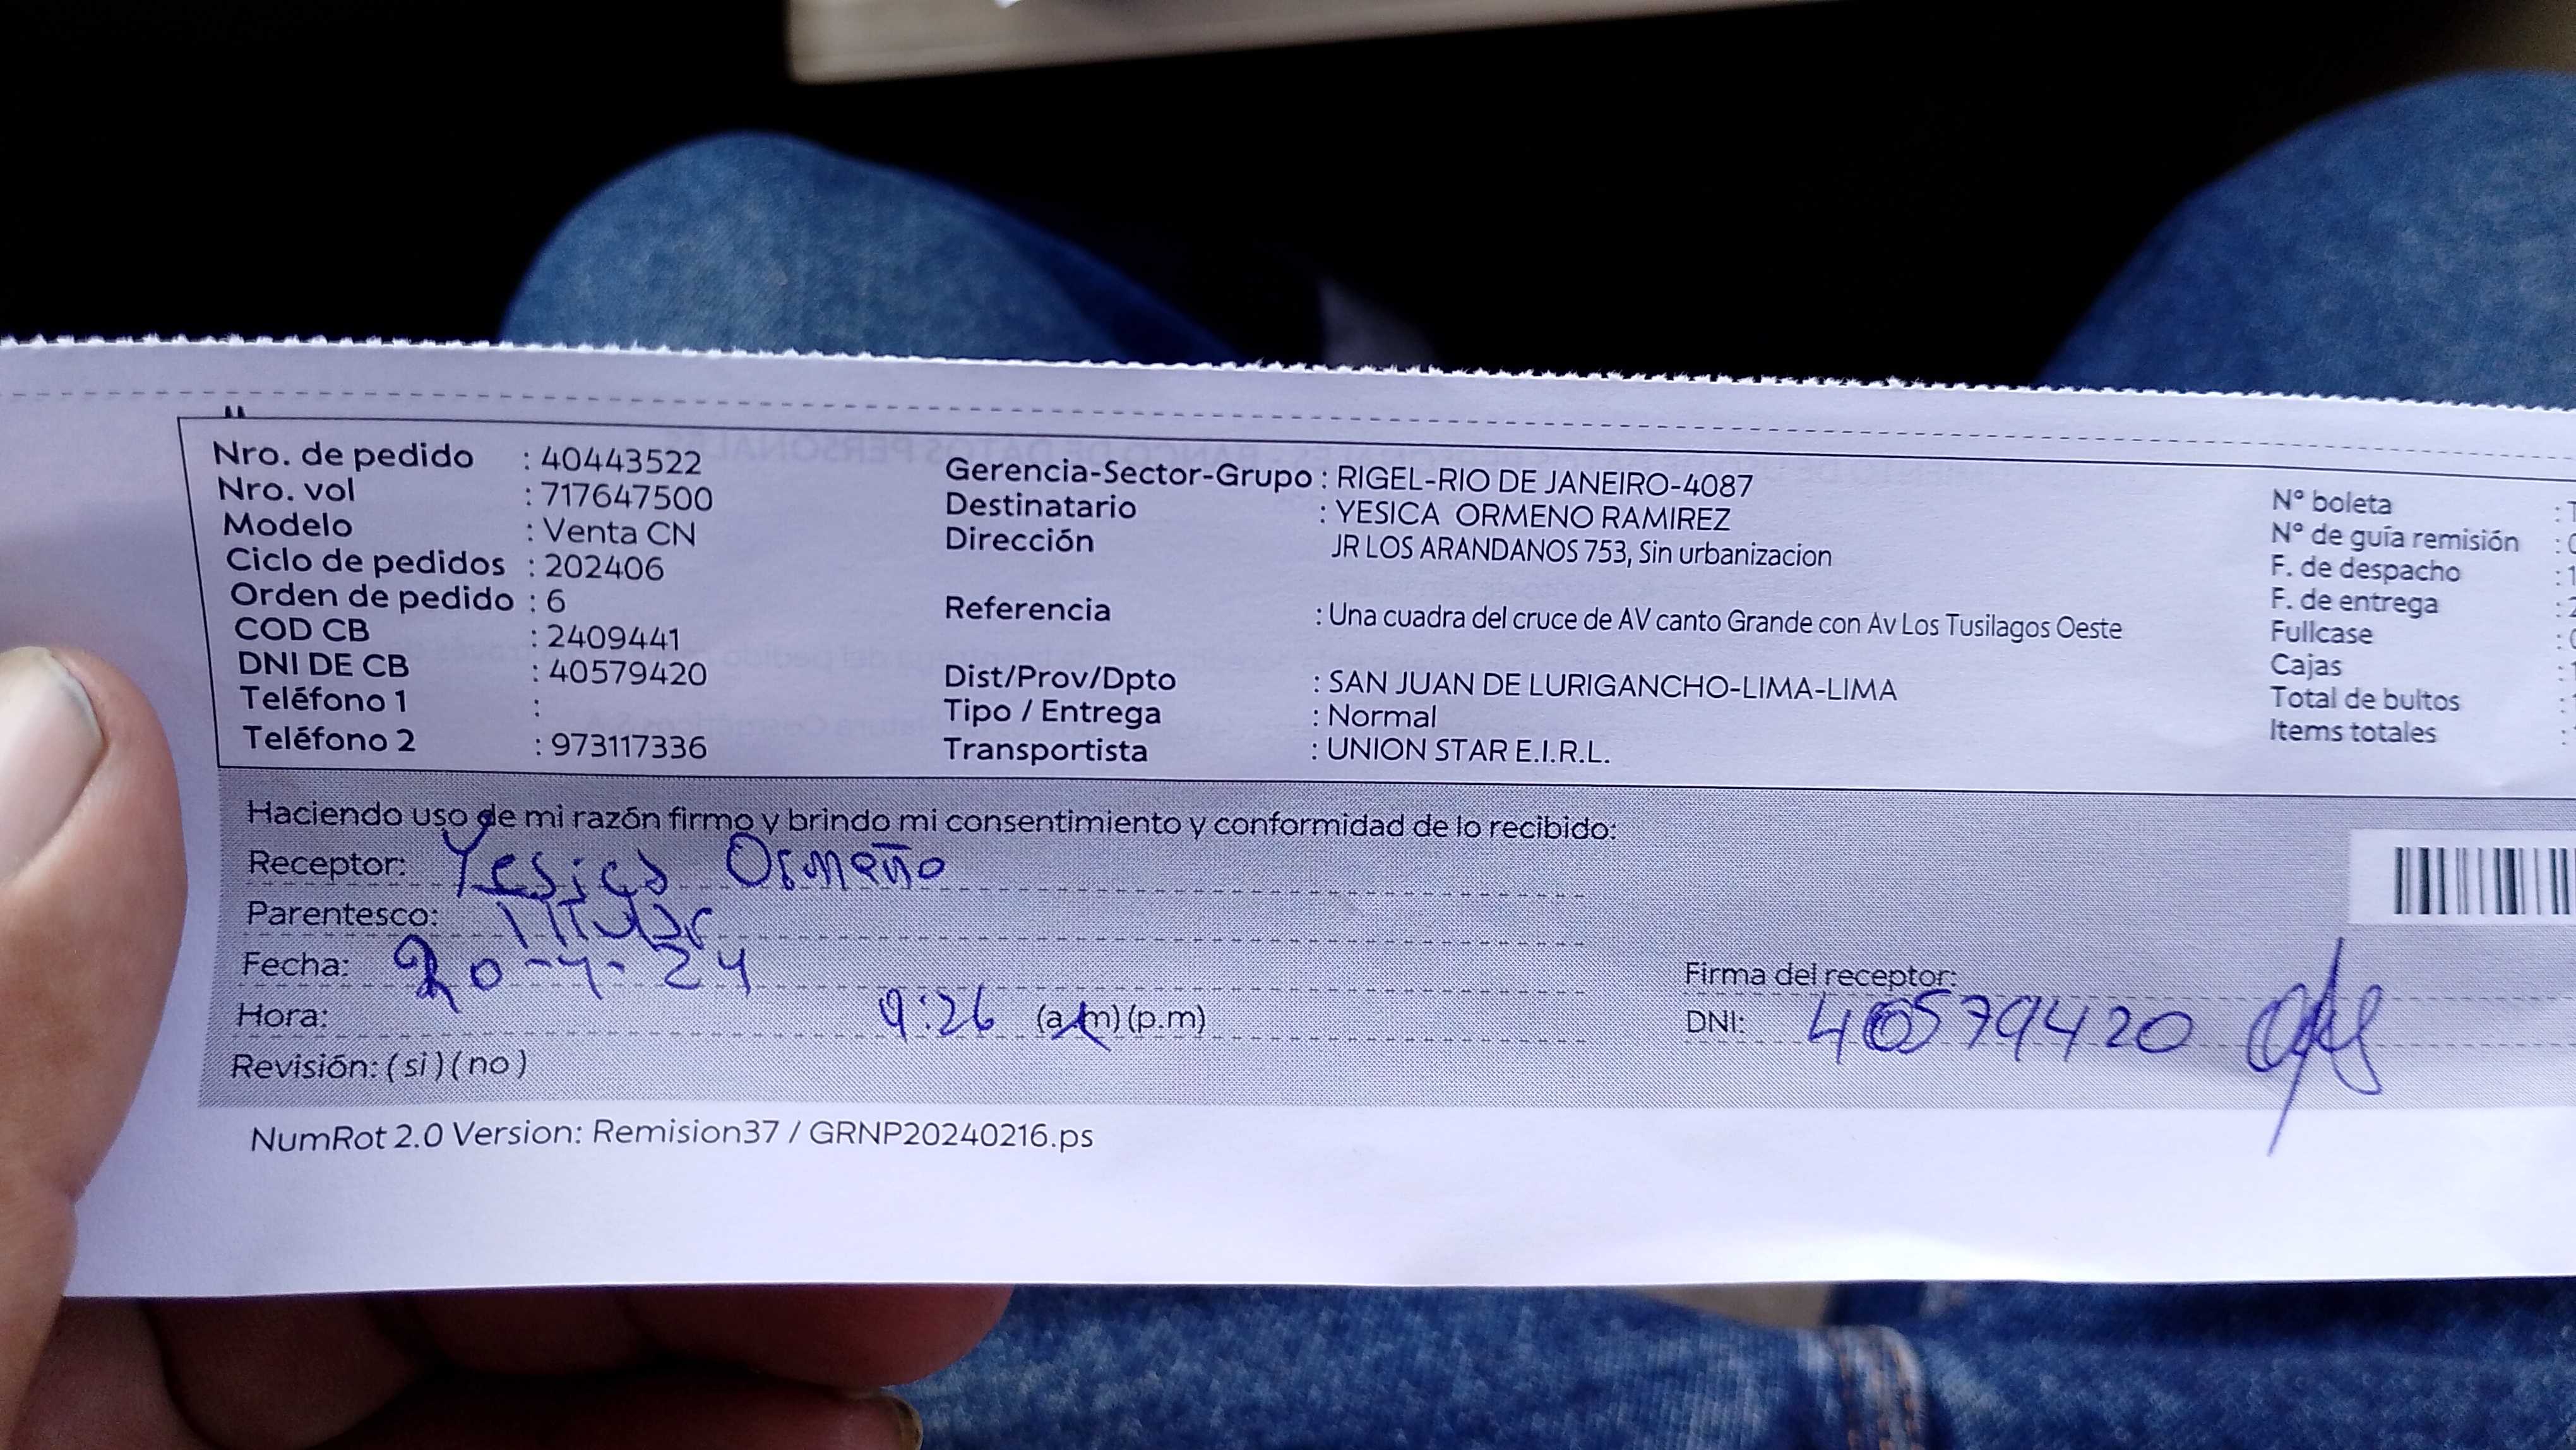 Nro. de pedido : 40443522
Nro. vol : 717647500
Modelo : Venta CN
Ciclo de pedidos : 202406
Orden de pedido : 6
COD CB : 2409441
DNI DE CB : 40579420
Teléfono 1 :
Teléfono 2 : 973117336
Gerencia-Sector-Grupo : RIGEL-RIO DE JANEIRO-4087
Destinatario : YESICA ORMENO RAMIREZ
Dirección JR LOS ARANDANOS 753, Sin urbanizacion
Referencia : Una cuadra del cruce de AV canto Grande con Av Los Tusilagos Oeste
Dist/Prov/Dpto : SAN JUAN DE LURIGANCHO-LIMA-LIMA
Tipo / Entrega : Normal
Transportista : UNION STAR E.I.R.L.
N° boleta :
N° de guía remisión :
F. de despacho :
F. de entrega :
Fullcase :
Cajas :
Total de bultos :
Items totales :
Haciendo uso de mi razón firmo y brindo mi consentimiento y conformidad de lo recibido:
Receptor: Yesica Ormeño
Parentesco: Titular
Fecha: 20-4-24
Hora: 9:26 (a.m)(p.m)
Revisión: (si)(no)
Firma del receptor:
DNI: 40579420
NumRot 2.0 Version: Remision37 / GRNP20240216.ps